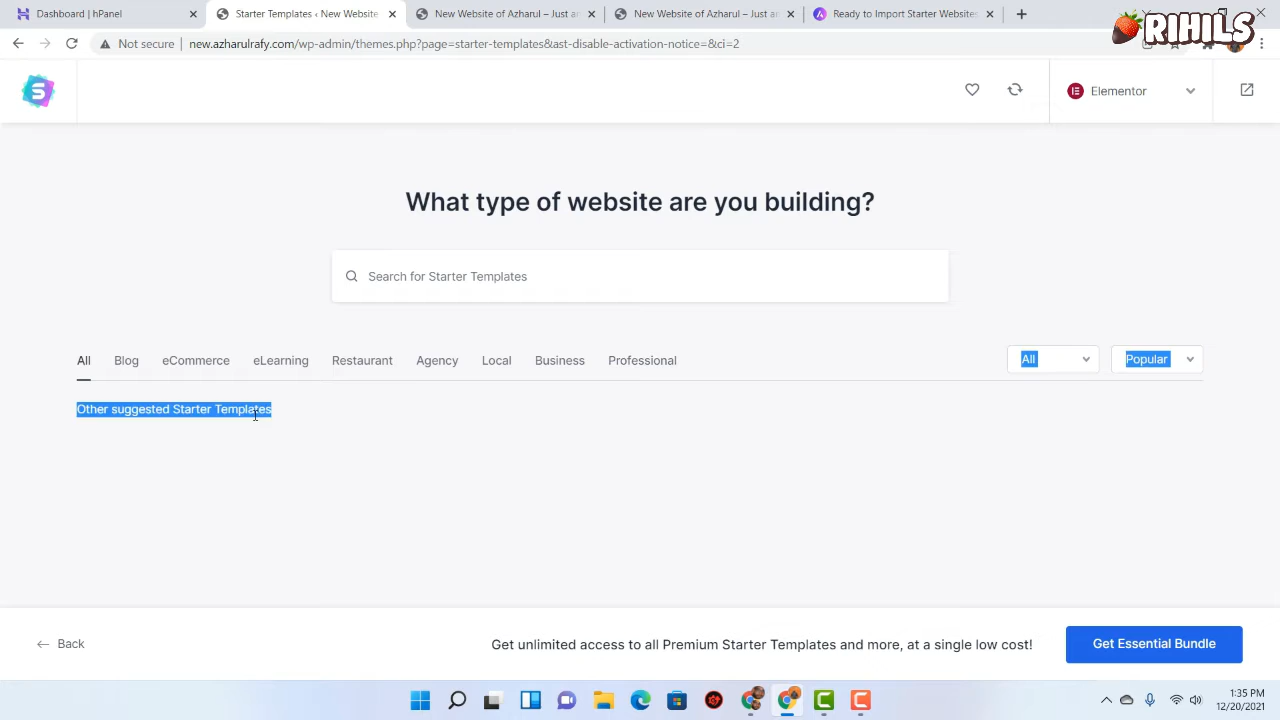 Dashboard | hPanel
Starter Templates ‹ New Website
New Website of Azharul – Just an
New Website of Azharul – Just an
Ready to Import Starter Websites
RIHILS
Not secure
new.azharulrafy.com/wp-admin/themes.php?page=starter-templates&ast-disable-activation-notice=&ci=2
Elementor
What type of website are you building?
Search for Starter Templates
All Blog eCommerce eLearning Restaurant Agency Local Business Professional
All
Popular
Other suggested Starter Templates
Back
Get unlimited access to all Premium Starter Templates and more, at a single low cost!
Get Essential Bundle
1:35 PM
12/20/2021